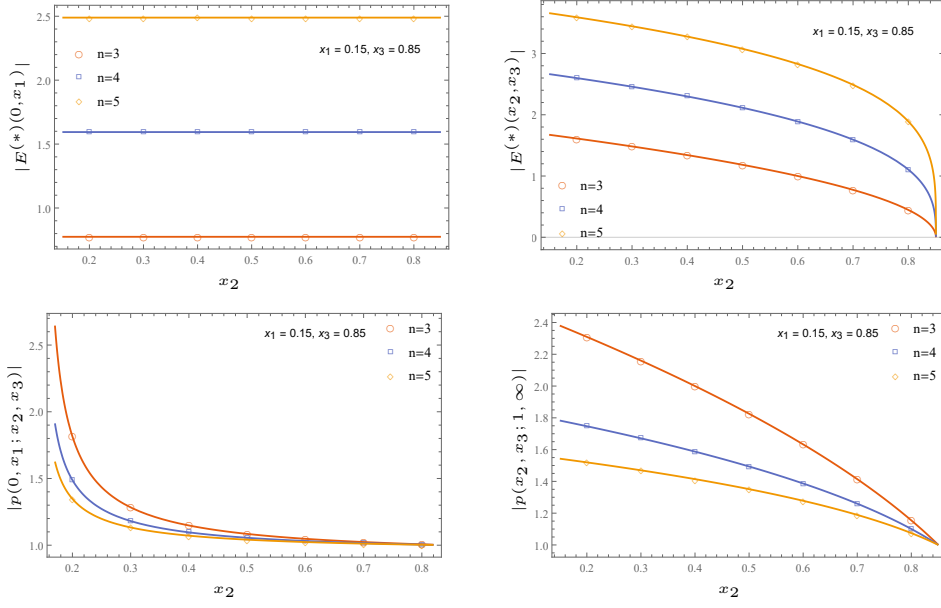 2.5
2.0
1.5
1.0
|E^(*)(0,x₁)|
x₁ = 0.15, x₃ = 0.85
n=3
n=4
n=5
0.2 0.3 0.4 0.5 0.6 0.7 0.8
x₂
3
2
1
0
|E^(*)(x₂,x₃)|
x₁ = 0.15, x₃ = 0.85
n=3
n=4
n=5
0.2 0.3 0.4 0.5 0.6 0.7 0.8
x₂
2.5
2.0
1.5
1.0
|p(0,x₁;x₂,x₃)|
x₁ = 0.15, x₃ = 0.85
n=3
n=4
n=5
0.2 0.3 0.4 0.5 0.6 0.7 0.8
x₂
2.4
2.2
2.0
1.8
1.6
1.4
1.2
1.0
|p(x₂,x₃;1,∞)|
x₁ = 0.15, x₃ = 0.85
n=3
n=4
n=5
0.2 0.3 0.4 0.5 0.6 0.7 0.8
x₂